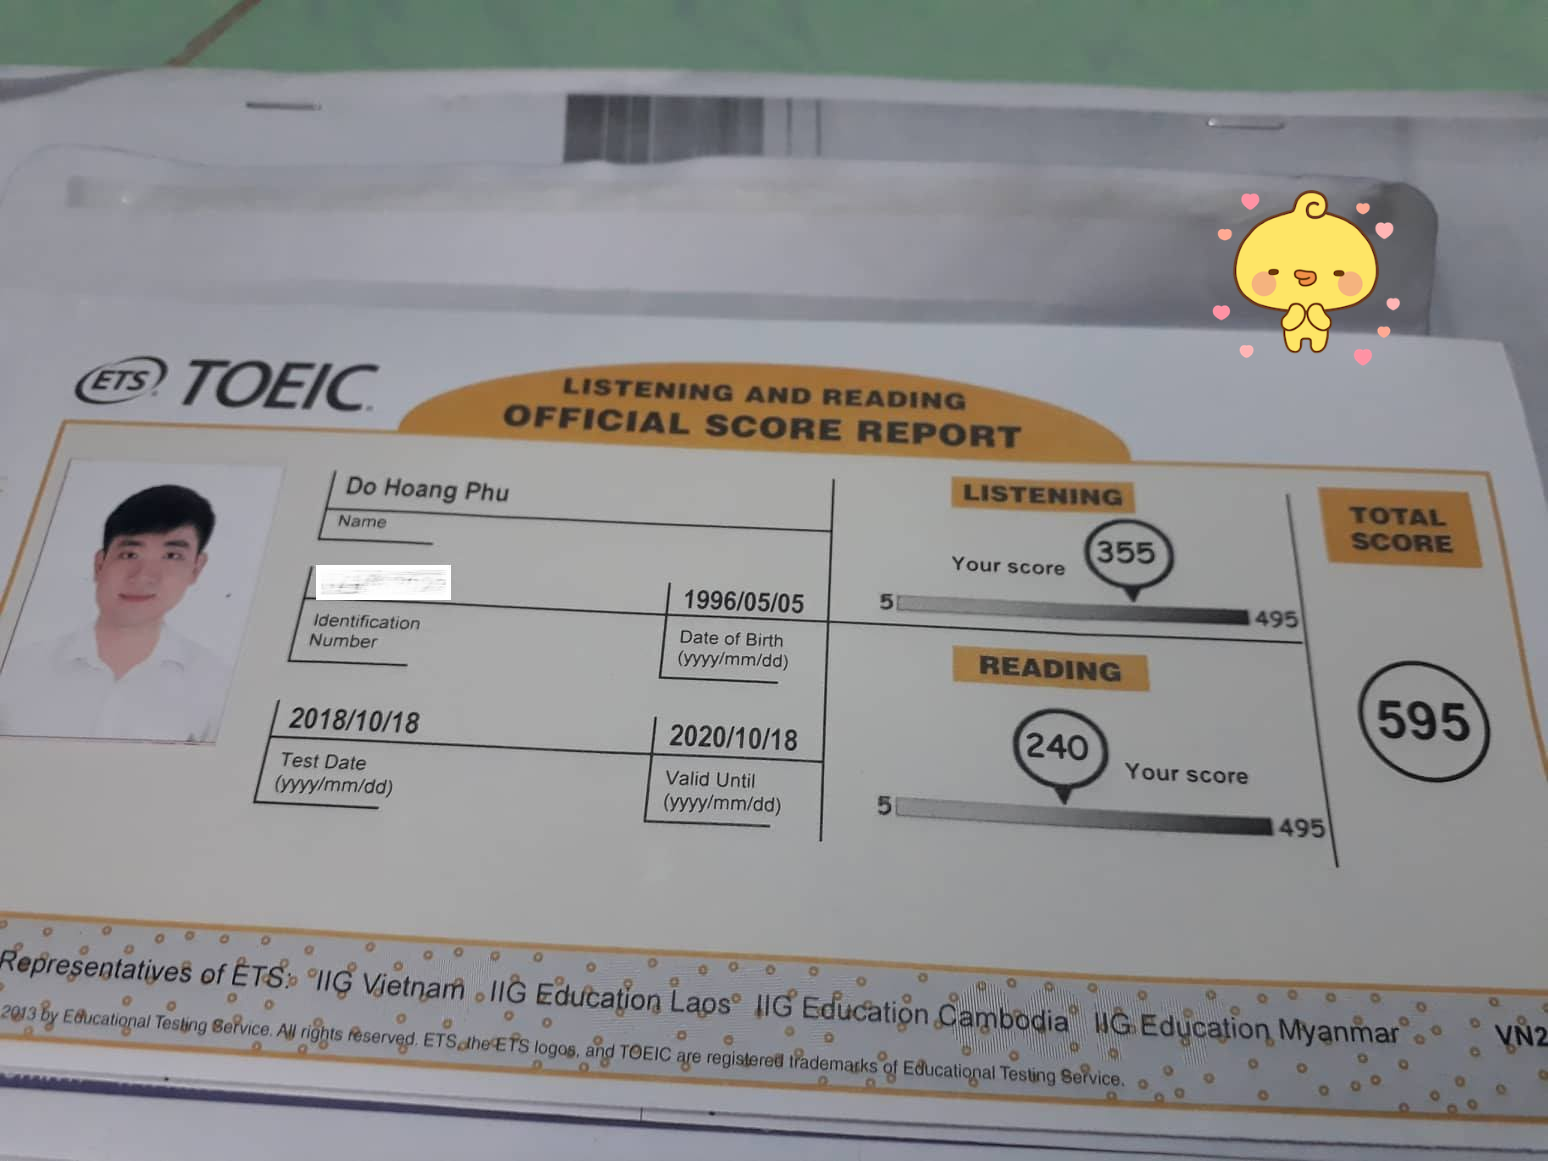 ETS TOEIC.
LISTENING AND READING
OFFICIAL SCORE REPORT
Do Hoang Phu
Name
Identification
Number
1996/05/05
Date of Birth
(yyyy/mm/dd)
2018/10/18
Test Date
(yyyy/mm/dd)
2020/10/18
Valid Until
(yyyy/mm/dd)
LISTENING
Your score 355
5 495
READING
240 Your score
5 495
TOTAL
SCORE
595
Representatives of ETS: IIG Vietnam IIG Education Laos IIG Education Cambodia IIG Education Myanmar VN2
2013 by Educational Testing Service. All rights reserved. ETS, the ETS logos, and TOEIC are registered trademarks of Educational Testing Service.